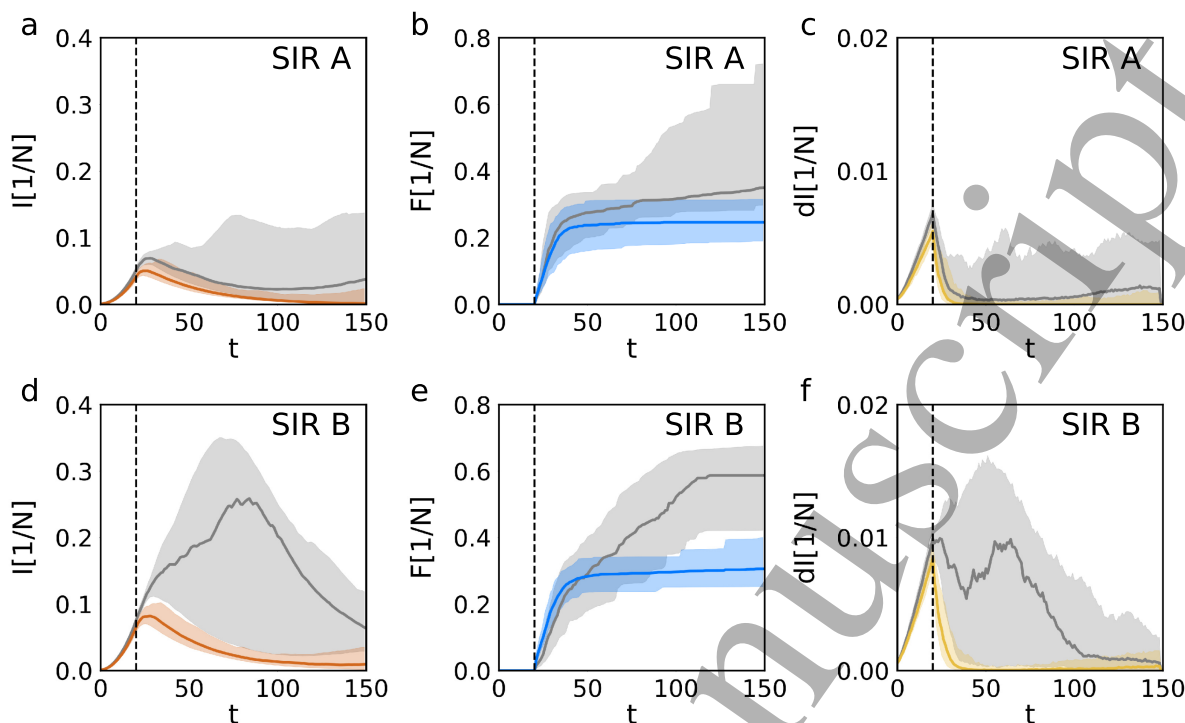 a
SIR A
I[1/N]
0.4
0.3
0.2
0.1
0.0
0 50 100 150
t
b
SIR A
F[1/N]
0.8
0.6
0.4
0.2
0.0
0 50 100 150
t
c
SIR A
dI[1/N]
0.02
0.01
0.00
0 50 100 150
t
d
SIR B
I[1/N]
0.4
0.3
0.2
0.1
0.0
0 50 100 150
t
e
SIR B
F[1/N]
0.8
0.6
0.4
0.2
0.0
0 50 100 150
t
f
SIR B
dI[1/N]
0.02
0.01
0.00
0 50 100 150
t
nuscript